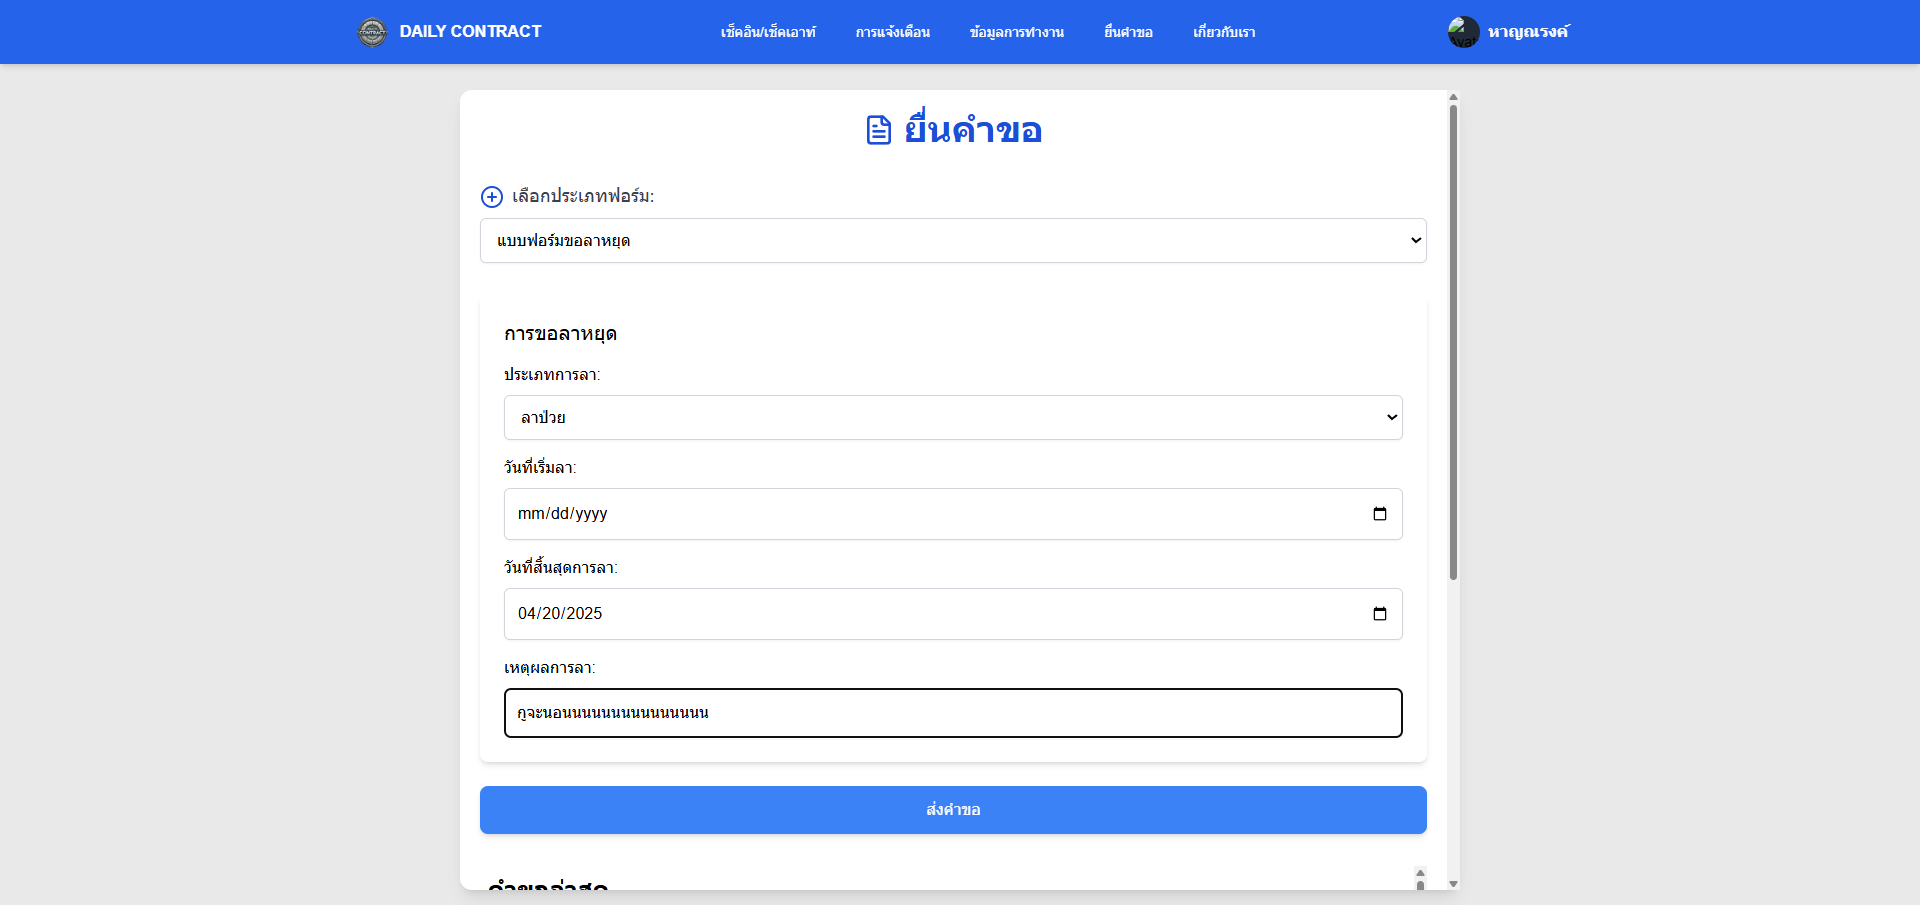 DAILY CONTRACT
เช็คอิน/เช็คเอาท์
การแจ้งเตือน
ข้อมูลการทำงาน
ยื่นคำขอ
เกี่ยวกับเรา
หาญณรงค์
ยื่นคำขอ
เลือกประเภทฟอร์ม:
แบบฟอร์มขอลาหยุด
การขอลาหยุด
ประเภทการลา:
ลาป่วย
วันที่เริ่มลา:
mm/dd/yyyy
วันที่สิ้นสุดการลา:
04/20/2025
เหตุผลการลา:
กูจะนอนนนนนนนนนนนนนนน
ส่งคำขอ
คำขอล่าสุด